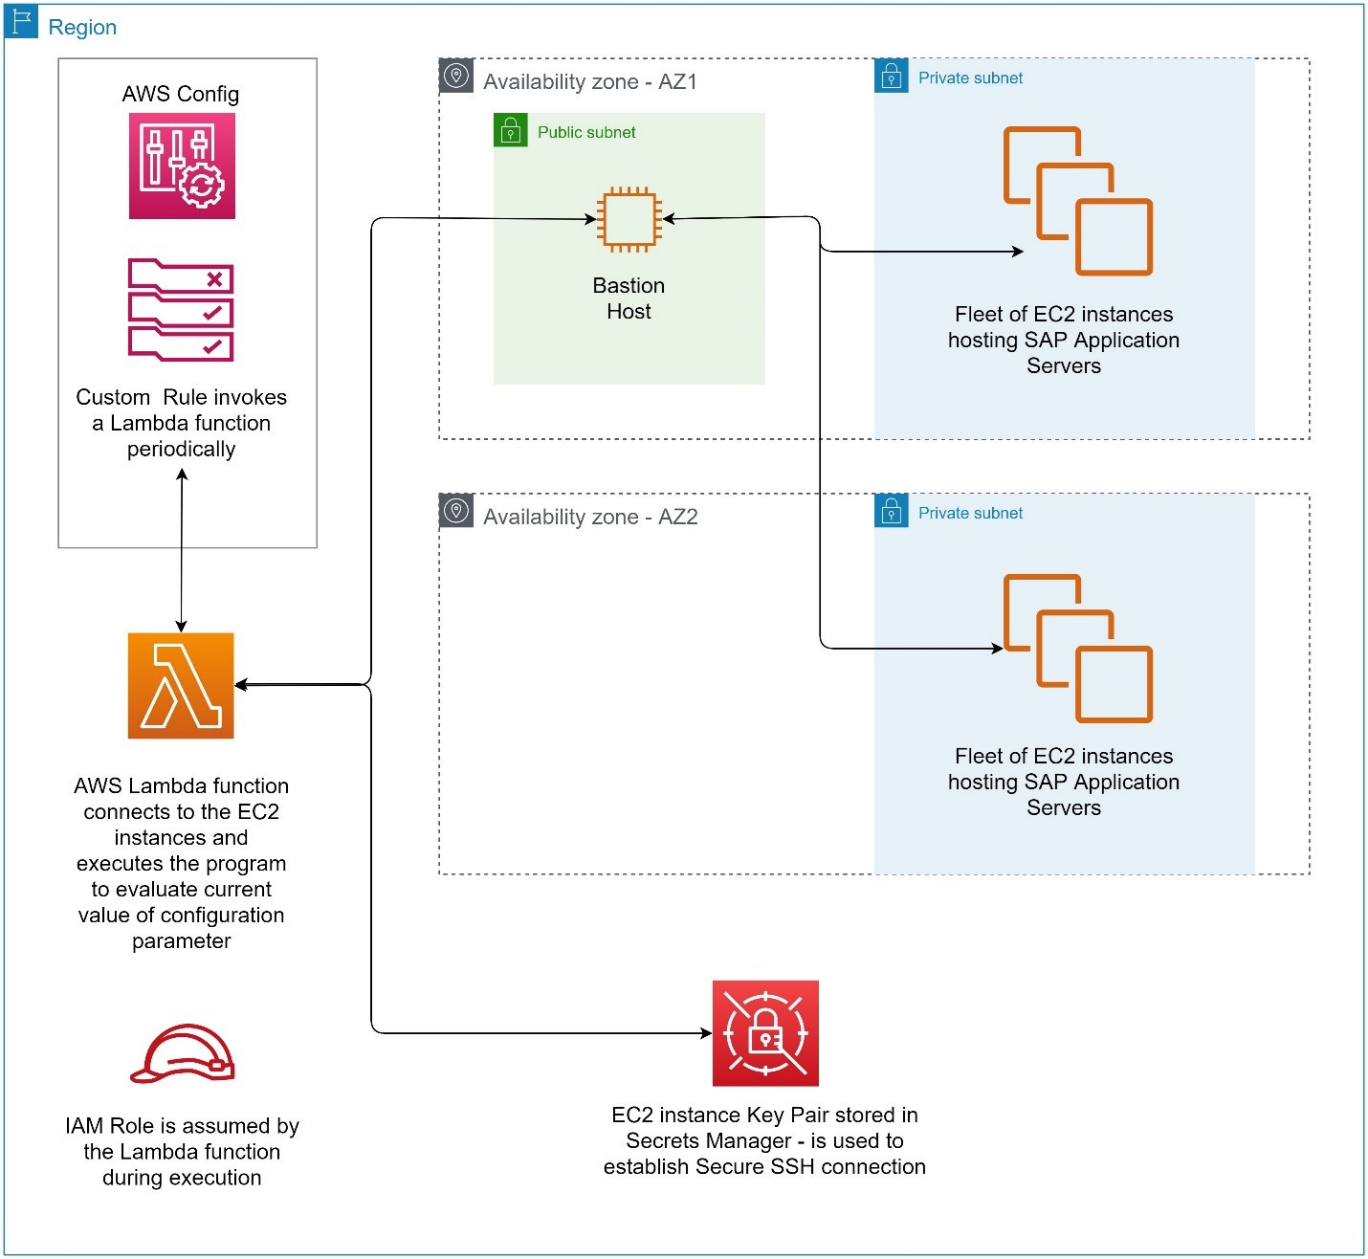 Region
AWS Config
Custom Rule invokes
a Lambda function
periodically
Availability zone - AZ1
Public subnet
Bastion
Host
Private subnet
Fleet of EC2 instances
hosting SAP Application
Servers
Availability zone - AZ2
Private subnet
Fleet of EC2 instances
hosting SAP Application
Servers
AWS Lambda function
connects to the EC2
instances and
executes the program
to evaluate current
value of configuration
parameter
IAM Role is assumed by
the Lambda function
during execution
EC2 instance Key Pair stored in
Secrets Manager - is used to
establish Secure SSH connection